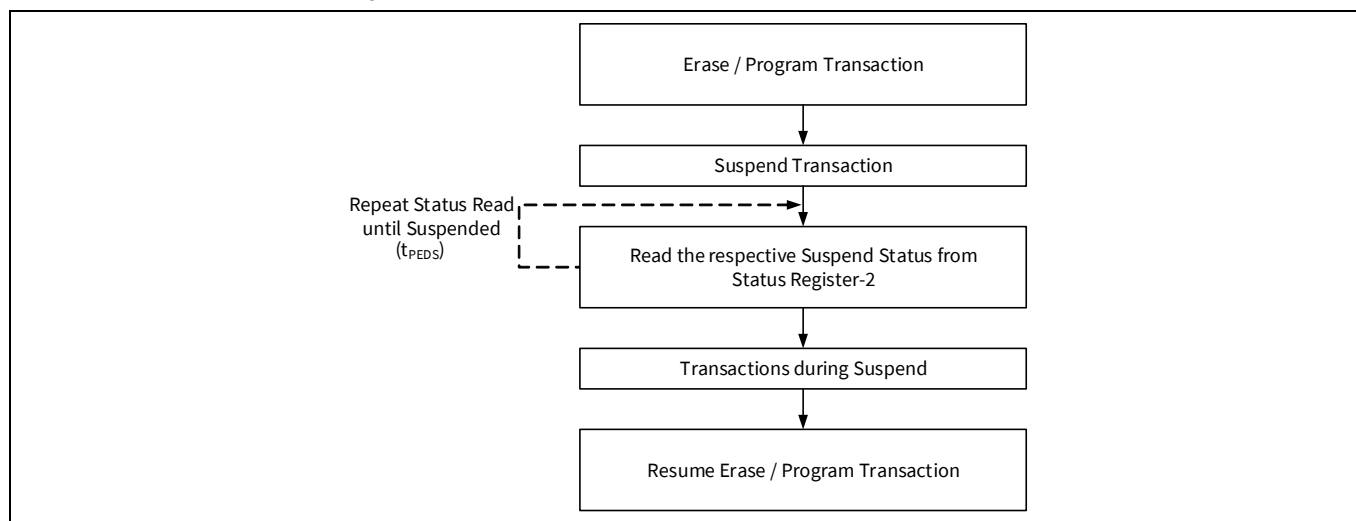 Erase / Program Transaction
Suspend Transaction
Repeat Status Read
until Suspended
(tPEDS)
Read the respective Suspend Status from
Status Register-2
Transactions during Suspend
Resume Erase / Program Transaction